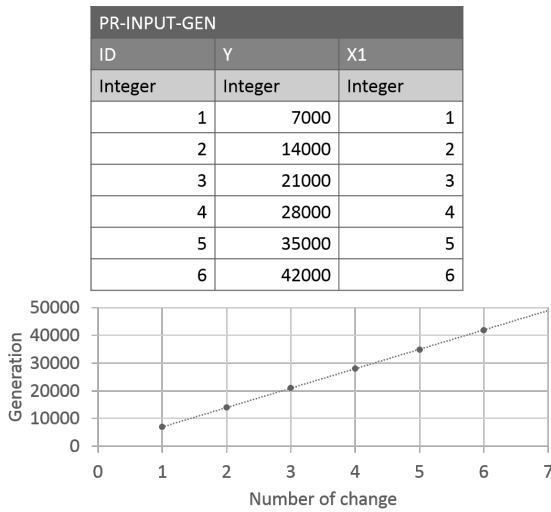 PR-INPUT-GEN
ID Y X1
Integer Integer Integer
1 7000 1
2 14000 2
3 21000 3
4 28000 4
5 35000 5
6 42000 6
50000
40000
30000
20000
10000
0
Generation
0 1 2 3 4 5 6 7
Number of change